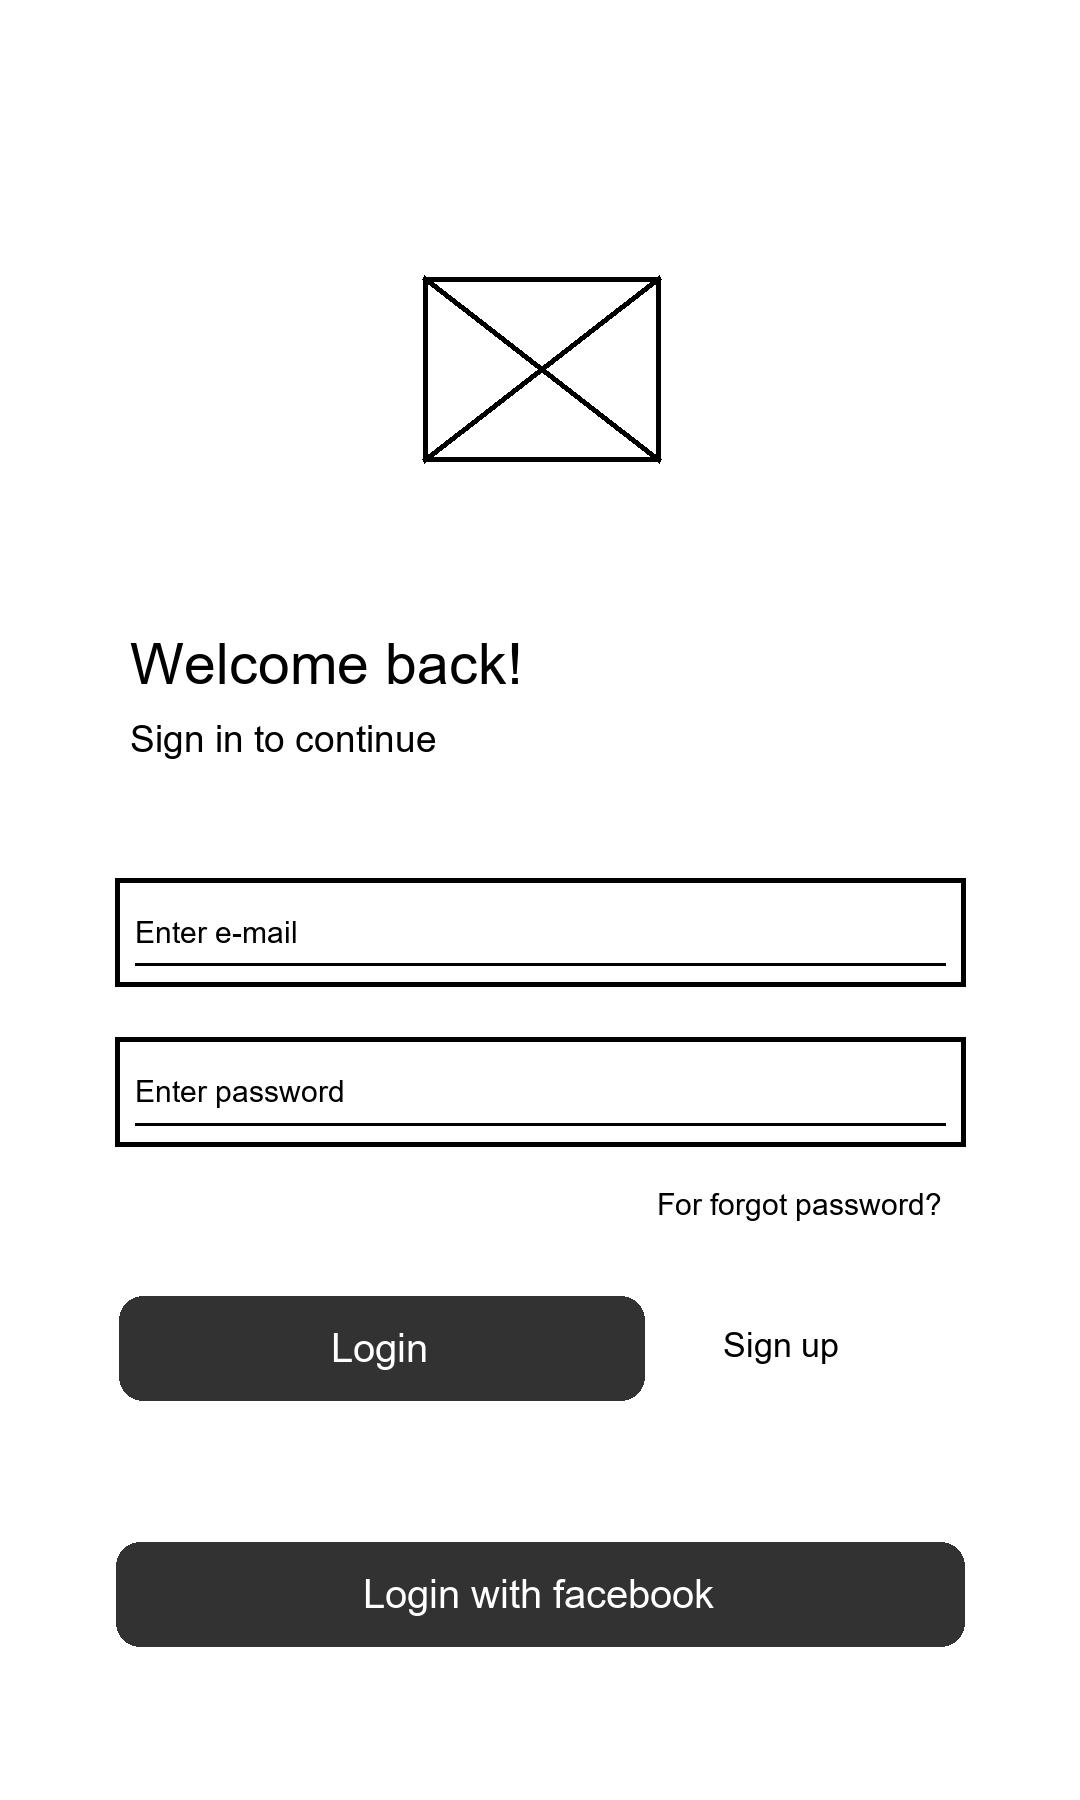 Welcome back!
Sign in to continue
Enter e-mail
Enter password
For forgot password?
Login
Sign up
Login with facebook